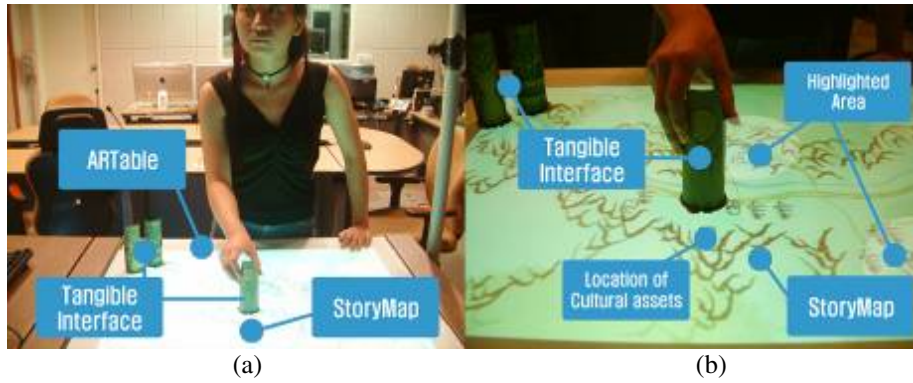 ARTable
Tangible
Interface
StoryMap
(a)
Highlighted
Area
Tangible
Interface
Location of
Cultural assets
StoryMap
(b)